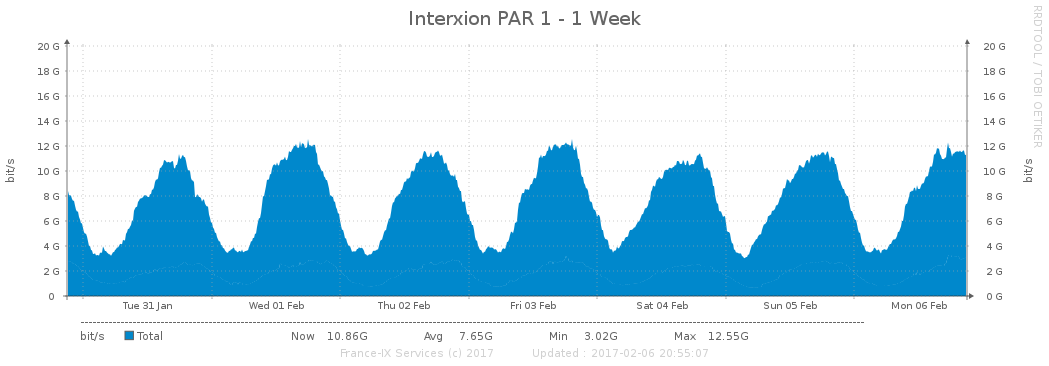 Interxion PAR 1 - 1 Week
RRDTOOL / TOBI OETIKER
bit/s
20 G 20 G
18 G 18 G
16 G 16 G
14 G 14 G
12 G 12 G
10 G 10 G
8 G 8 G
6 G 6 G
4 G 4 G
2 G 2 G
0 0 G
bit/s
Tue 31 Jan Wed 01 Feb Thu 02 Feb Fri 03 Feb Sat 04 Feb Sun 05 Feb Mon 06 Feb
bit/s Total Now 10.86G Avg 7.65G Min 3.02G Max 12.55G
France-IX Services (c) 2017 Updated : 2017-02-06 20:55:07